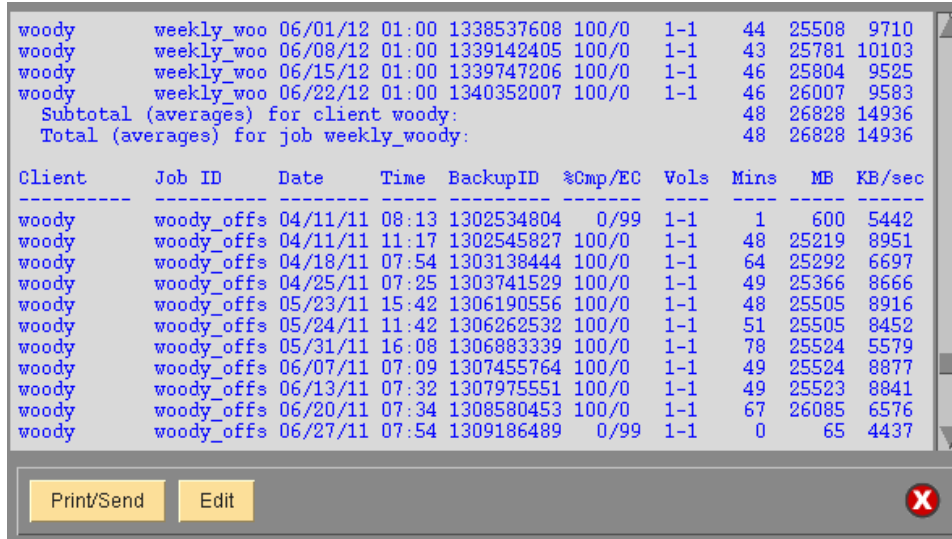 woody weekly_woo 06/01/12 01:00 1338537608 100/0 1-1 44 25508 9710
woody weekly_woo 06/08/12 01:00 1339142405 100/0 1-1 43 25781 10103
woody weekly_woo 06/15/12 01:00 1339747206 100/0 1-1 46 25804 9525
woody weekly_woo 06/22/12 01:00 1340352007 100/0 1-1 46 26007 9583
Subtotal (averages) for client woody: 48 26828 14936
Total (averages) for job weekly_woody: 48 26828 14936
Client Job ID Date Time BackupID %Cmp/EC Vols Mins MB KB/sec
---------- ---------- -------- ----- --------- ------- ---- ---- ----- ------
woody woody_offs 04/11/11 08:13 1302534804 0/99 1-1 1 600 5442
woody woody_offs 04/11/11 11:17 1302545827 100/0 1-1 48 25219 8951
woody woody_offs 04/18/11 07:54 1303138444 100/0 1-1 64 25292 6697
woody woody_offs 04/25/11 07:25 1303741529 100/0 1-1 49 25366 8666
woody woody_offs 05/23/11 15:42 1306190556 100/0 1-1 48 25505 8916
woody woody_offs 05/24/11 11:42 1306262532 100/0 1-1 51 25505 8452
woody woody_offs 05/31/11 16:08 1306883339 100/0 1-1 78 25524 5579
woody woody_offs 06/07/11 07:09 1307455764 100/0 1-1 49 25524 8877
woody woody_offs 06/13/11 07:32 1307975551 100/0 1-1 49 25523 8841
woody woody_offs 06/20/11 07:34 1308580453 100/0 1-1 67 26085 6576
woody woody_offs 06/27/11 07:54 1309186489 0/99 1-1 0 65 4437
Print/Send Edit